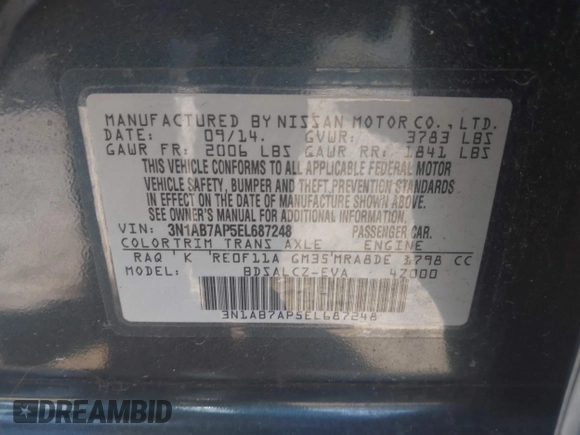 MANUFACTURED BY NISSAN MOTOR CO., LTD.
DATE: 09/14. GVWR: 3783 LBS
GAWR FR: 2006 LBS GAWR RR: 1841 LBS
THIS VEHICLE CONFORMS TO ALL APPLICABLE FEDERAL MOTOR
VEHICLE SAFETY, BUMPER AND THEFT PREVENTION STANDARDS
IN EFFECT ON THE DATE OF MANUFACTURE SHOWN ABOVE.
SEE OWNER'S MANUAL FOR ADDITIONAL INFORMATION
VIN: 3N1AB7AP5EL687248 PASSENGER CAR.
COLOR TRIM TRANS AXLE ENGINE
RAQ K RE0F11A GM35 MRA8DE 1798 CC
MODEL: BDSALCZ-EVA 4Z000
3N1AB7AP5EL687248
DREAMBID